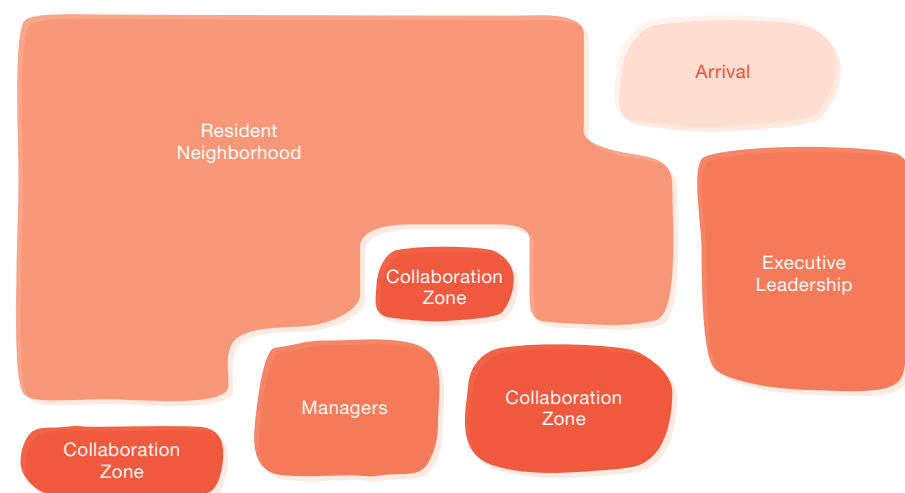 Arrival
Resident
Neighborhood
Executive
Leadership
Collaboration
Zone
Managers
Collaboration
Zone
Collaboration
Zone